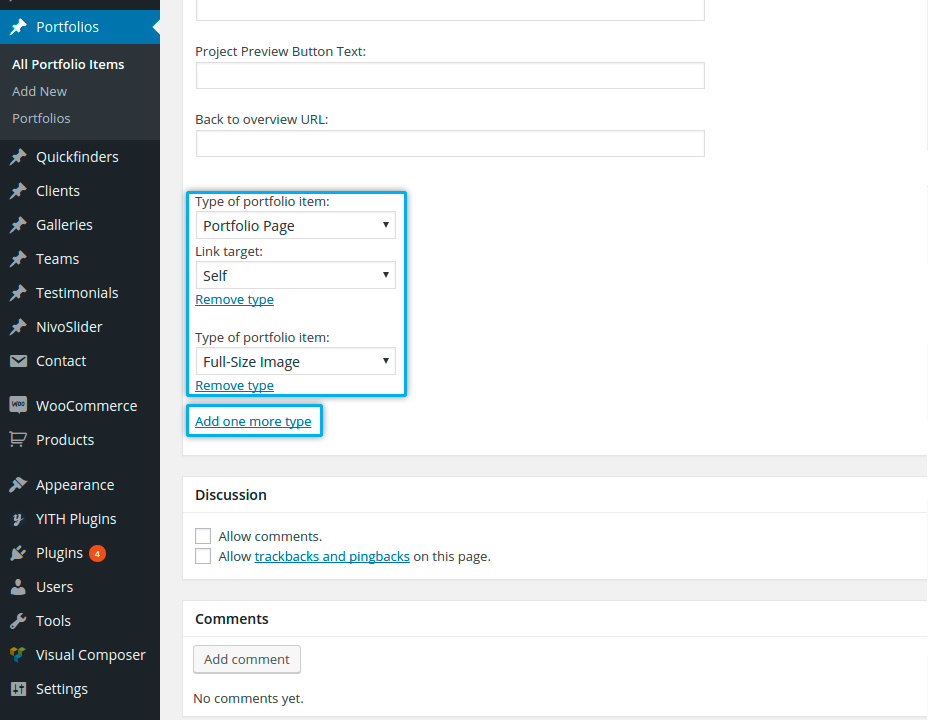 Portfolios
All Portfolio Items
Add New
Portfolios
Quickfinders
Clients
Galleries
Teams
Testimonials
NivoSlider
Contact
WOO
WooCommerce
Products
Appearance
YITH Plugins
Plugins 4
Users
Tools
Visual Composer
Settings
Project Preview Button Text:
Back to overview URL:
Type of portfolio item:
Portfolio Page
Link target:
Self
Remove type
Type of portfolio item:
Full-Size Image
Remove type
Add one more type
Discussion
Allow comments.
Allow trackbacks and pingbacks on this page.
Comments
Add comment
No comments yet.